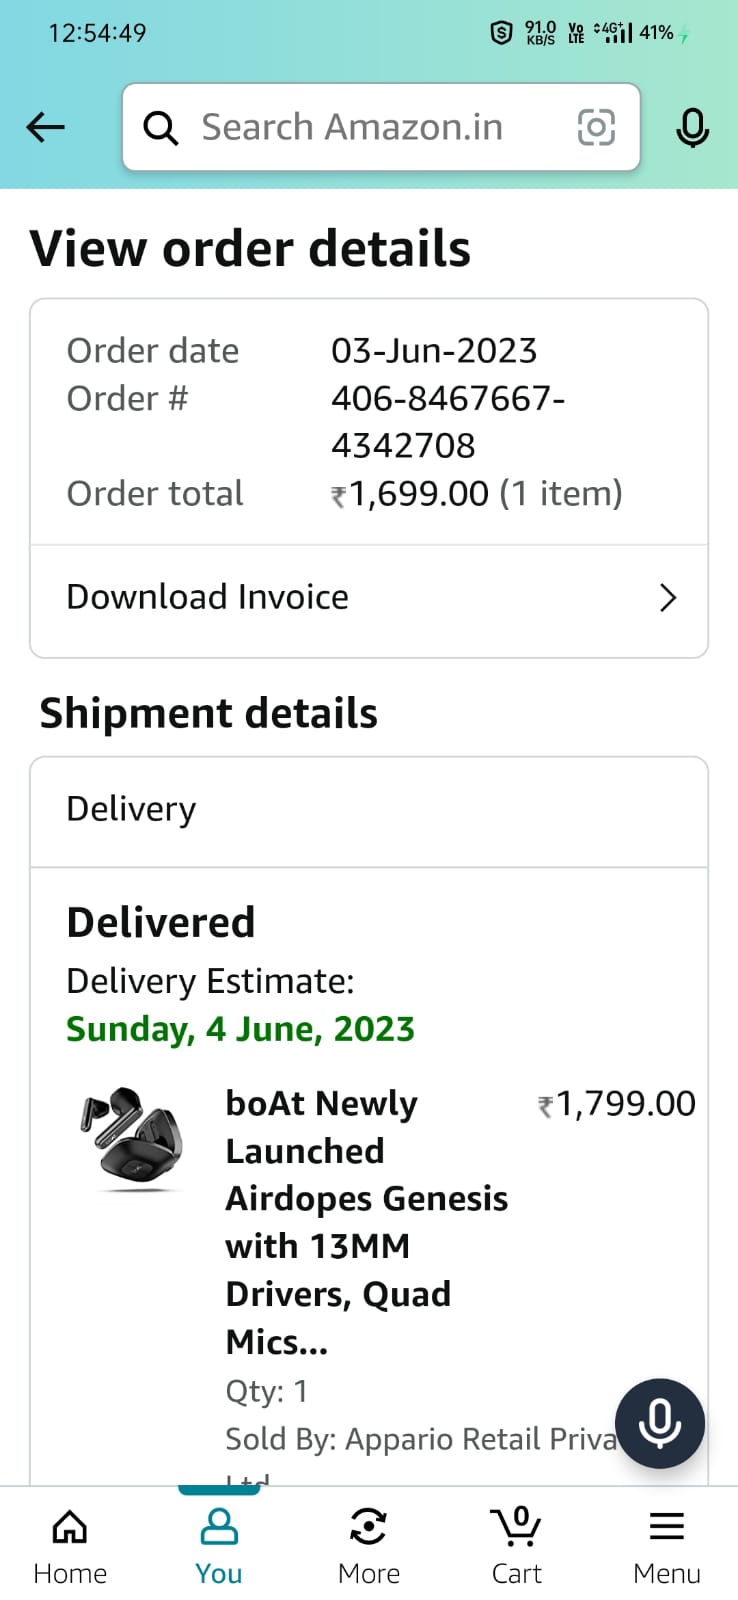 12:54:49
91.0 KB/S Vo LTE 4G+ 41%
Search Amazon.in
View order details
Order date 03-Jun-2023
Order # 406-8467667-
4342708
Order total ₹1,699.00 (1 item)
Download Invoice
Shipment details
Delivery
Delivered
Delivery Estimate:
Sunday, 4 June, 2023
boAt Newly ₹1,799.00
Launched
Airdopes Genesis
with 13MM
Drivers, Quad
Mics...
Qty: 1
Sold By: Appario Retail Priva
Ltd
Home You More 0 Cart Menu